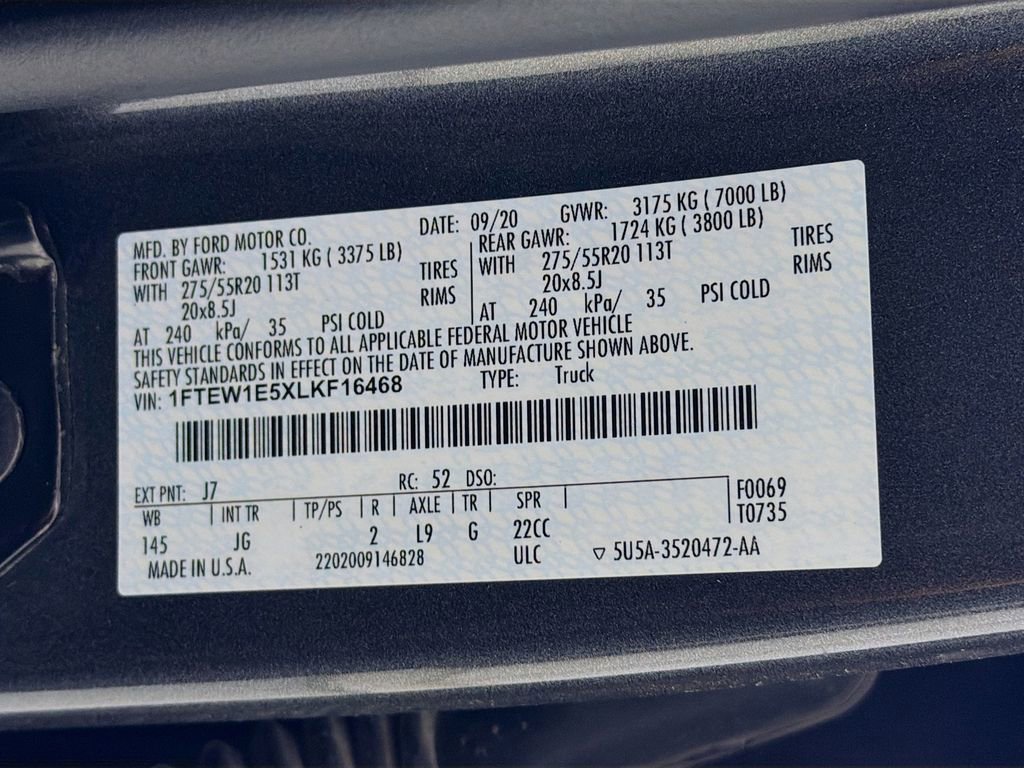 MFD. BY FORD MOTOR CO. DATE: 09/20 GVWR: 3175 KG ( 7000 LB)
FRONT GAWR: 1531 KG ( 3375 LB) REAR GAWR: 1724 KG ( 3800 LB)
WITH 275/55R20 113T TIRES WITH 275/55R20 113T TIRES
20x8.5J RIMS 20x8.5J RIMS
AT 240 kPa/ 35 PSI COLD AT 240 kPa/ 35 PSI COLD
THIS VEHICLE CONFORMS TO ALL APPLICABLE FEDERAL MOTOR VEHICLE
SAFETY STANDARDS IN EFFECT ON THE DATE OF MANUFACTURE SHOWN ABOVE.
VIN: 1FTEW1E5XLKF16468 TYPE: Truck
EXT PNT: J7 RC: 52 DSO:
WB | INT TR | TP/PS | R | AXLE | TR | SPR | F0069
145 JG 2 L9 G 22CC T0735
MADE IN U.S.A. 2202009146828 ULC ▽ 5U5A-3520472-AA